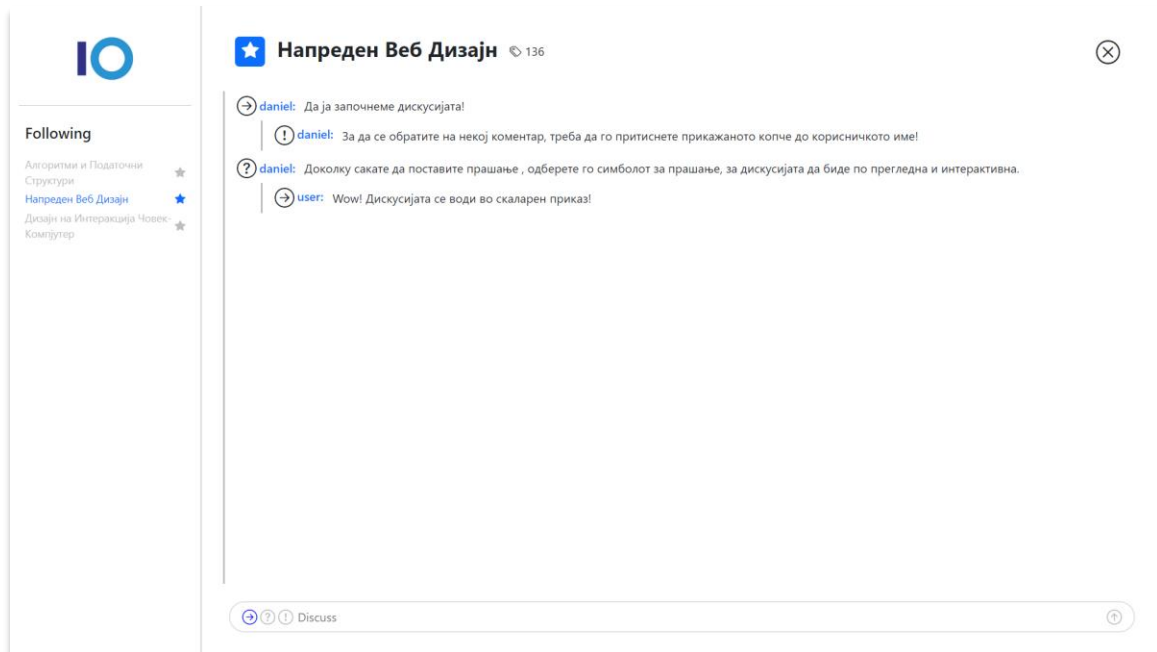 IO
Following
Алгоритми и Податочни
Структури
Напреден Веб Дизајн
Дизајн на Интеракција Човек-
Компјутер
Напреден Веб Дизајн 136
daniel: Да ја започнеме дискусијата!
daniel: За да се обратите на некој коментар, треба да го притиснете прикажаното копче до корисничкото име!
daniel: Доколку сакате да поставите прашање , одберете го симболот за прашање, за дискусијата да биде по прегледна и интерактивна.
user: Wow! Дискусијата се води во скаларен приказ!
Discuss